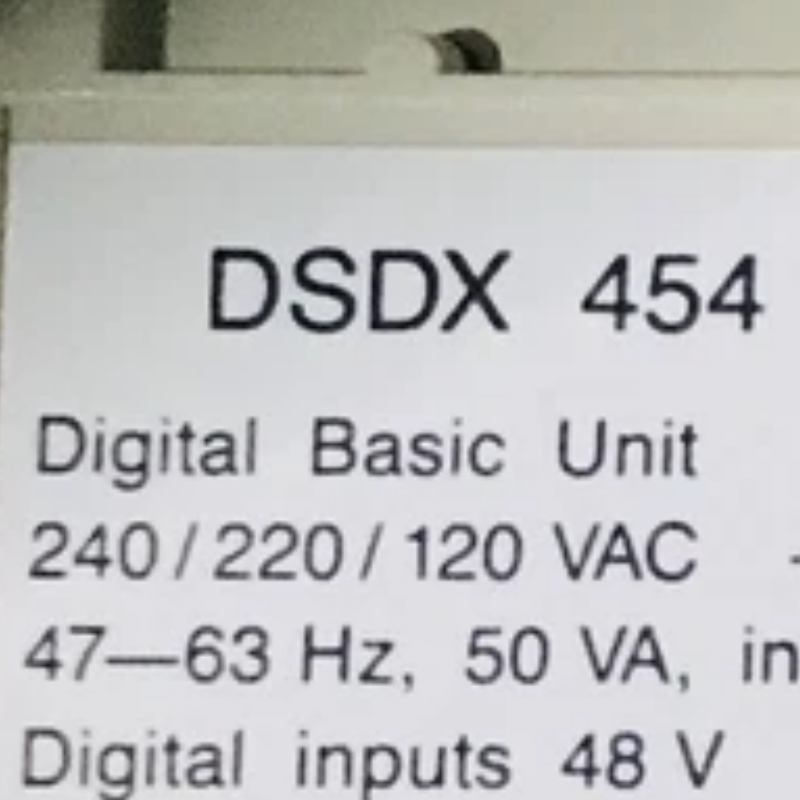 DSDX 454
Digital Basic Unit
240/220/120 VAC
47—63 Hz, 50 VA,
Digital inputs 48 V